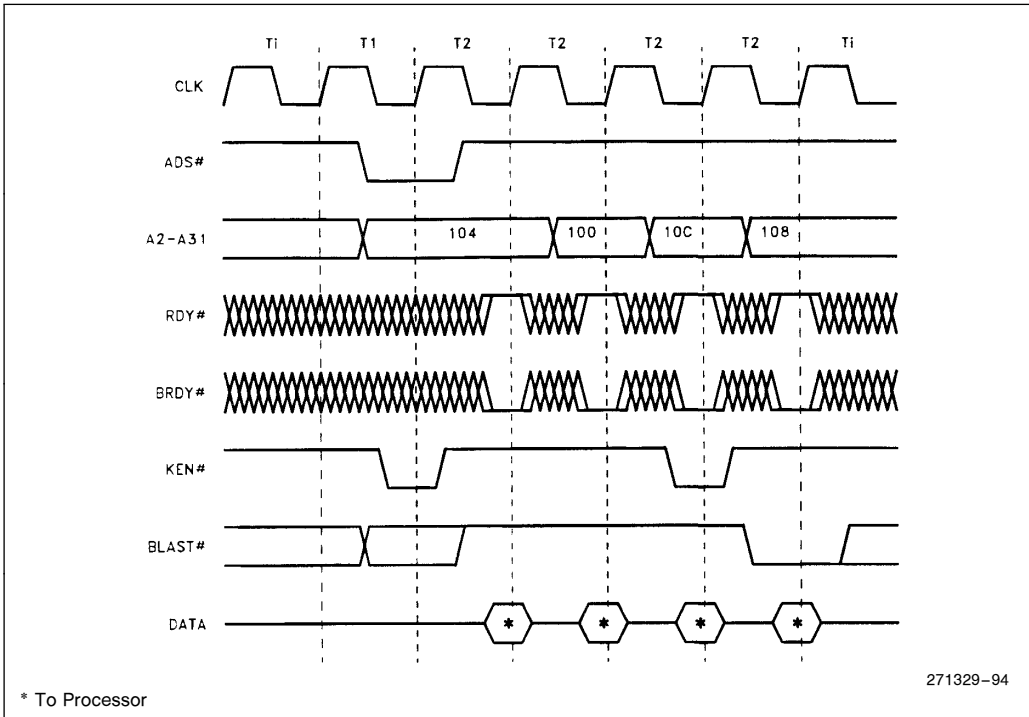 Ti T1 T2 T2 T2 T2 Ti
CLK
ADS#
A2-A31 104 100 10C 108
RDY#
BRDY#
KEN#
BLAST#
DATA * * * *
271329-94
* To Processor